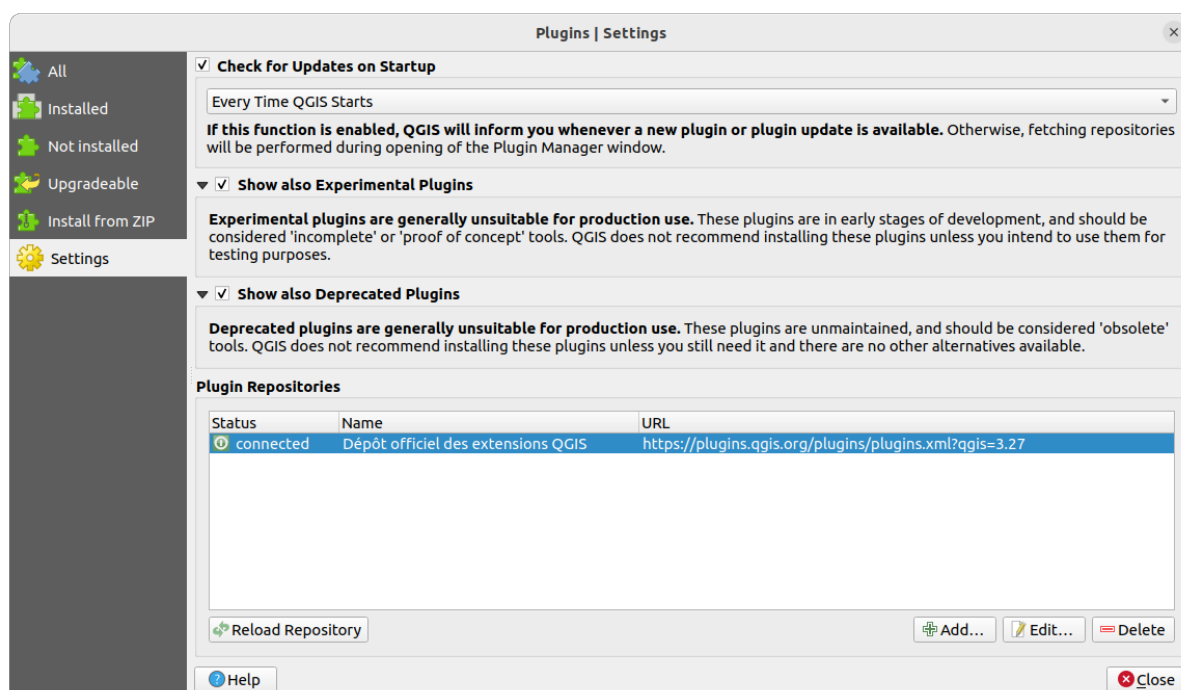 Plugins | Settings
All
Installed
Not installed
Upgradeable
Install from ZIP
Settings
Check for Updates on Startup
Every Time QGIS Starts
If this function is enabled, QGIS will inform you whenever a new plugin or plugin update is available. Otherwise, fetching repositories
will be performed during opening of the Plugin Manager window.
Show also Experimental Plugins
Experimental plugins are generally unsuitable for production use. These plugins are in early stages of development, and should be
considered 'incomplete' or 'proof of concept' tools. QGIS does not recommend installing these plugins unless you intend to use them for
testing purposes.
Show also Deprecated Plugins
Deprecated plugins are generally unsuitable for production use. These plugins are unmaintained, and should be considered 'obsolete'
tools. QGIS does not recommend installing these plugins unless you still need it and there are no other alternatives available.
Plugin Repositories
Status Name URL
connected Dépôt officiel des extensions QGIS https://plugins.qgis.org/plugins/plugins.xml?qgis=3.27
Reload Repository Add... Edit... Delete
Help Close